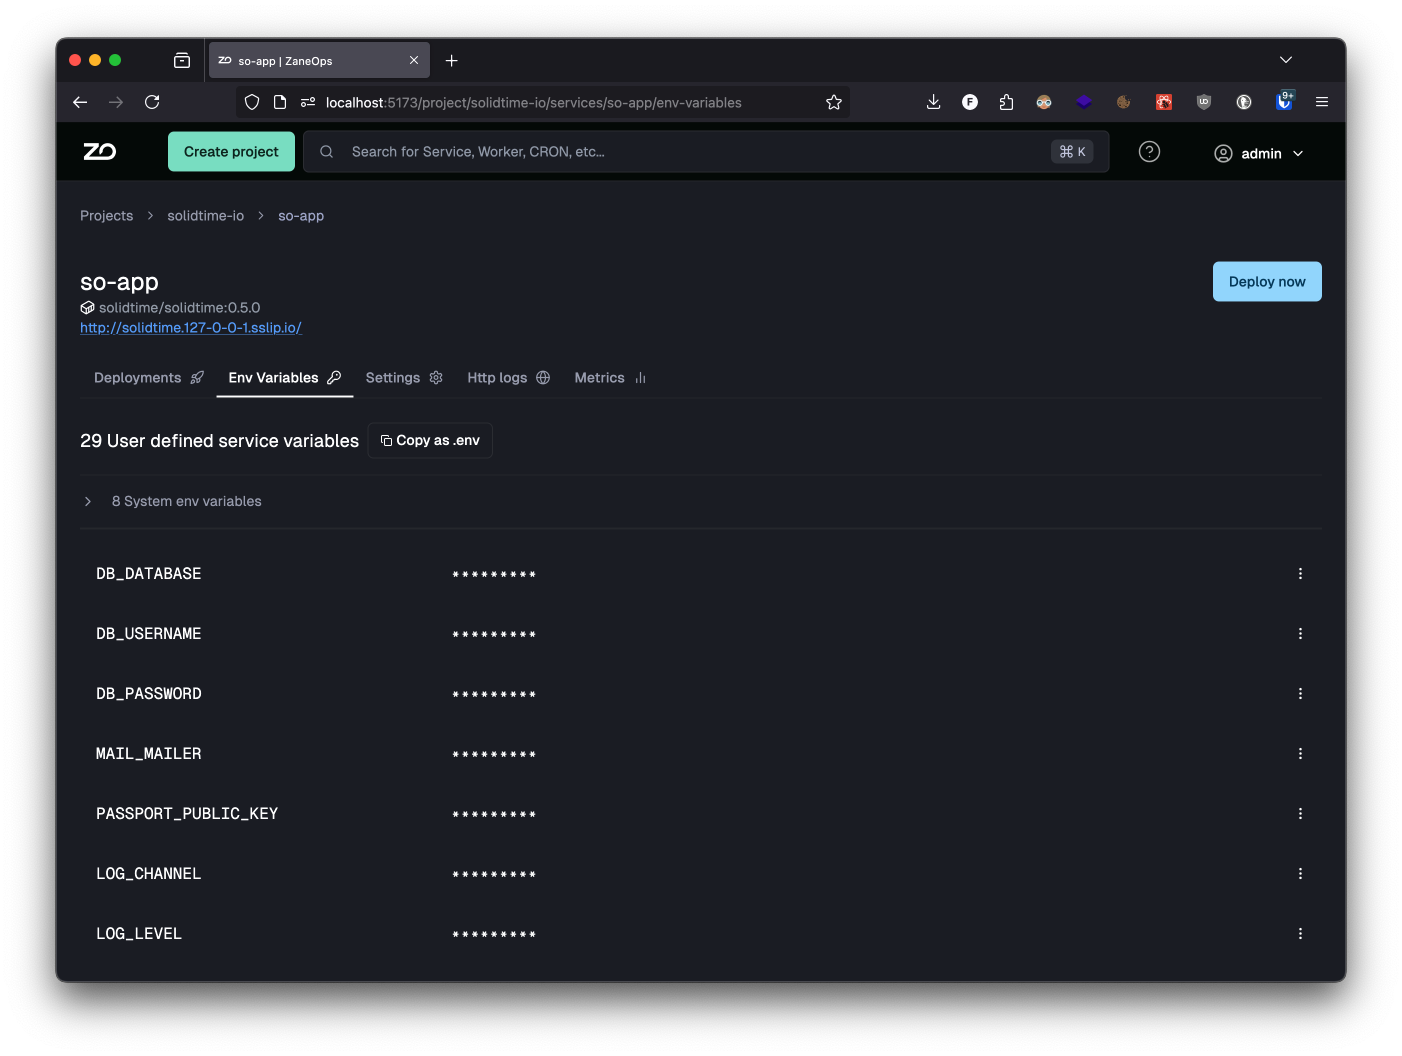 so-app | ZaneOps
localhost:5173/project/solidtime-io/services/so-app/env-variables
F
9+
ZO
Create project
Search for Service, Worker, CRON, etc...
⌘ K
admin
Projects > solidtime-io > so-app
so-app
Deploy now
solidtime/solidtime:0.5.0
http://solidtime.127-0-0-1.sslip.io/
Deployments Env Variables Settings Http logs Metrics
29 User defined service variables Copy as .env
8 System env variables
DB_DATABASE *********
DB_USERNAME *********
DB_PASSWORD *********
MAIL_MAILER *********
PASSPORT_PUBLIC_KEY *********
LOG_CHANNEL *********
LOG_LEVEL *********